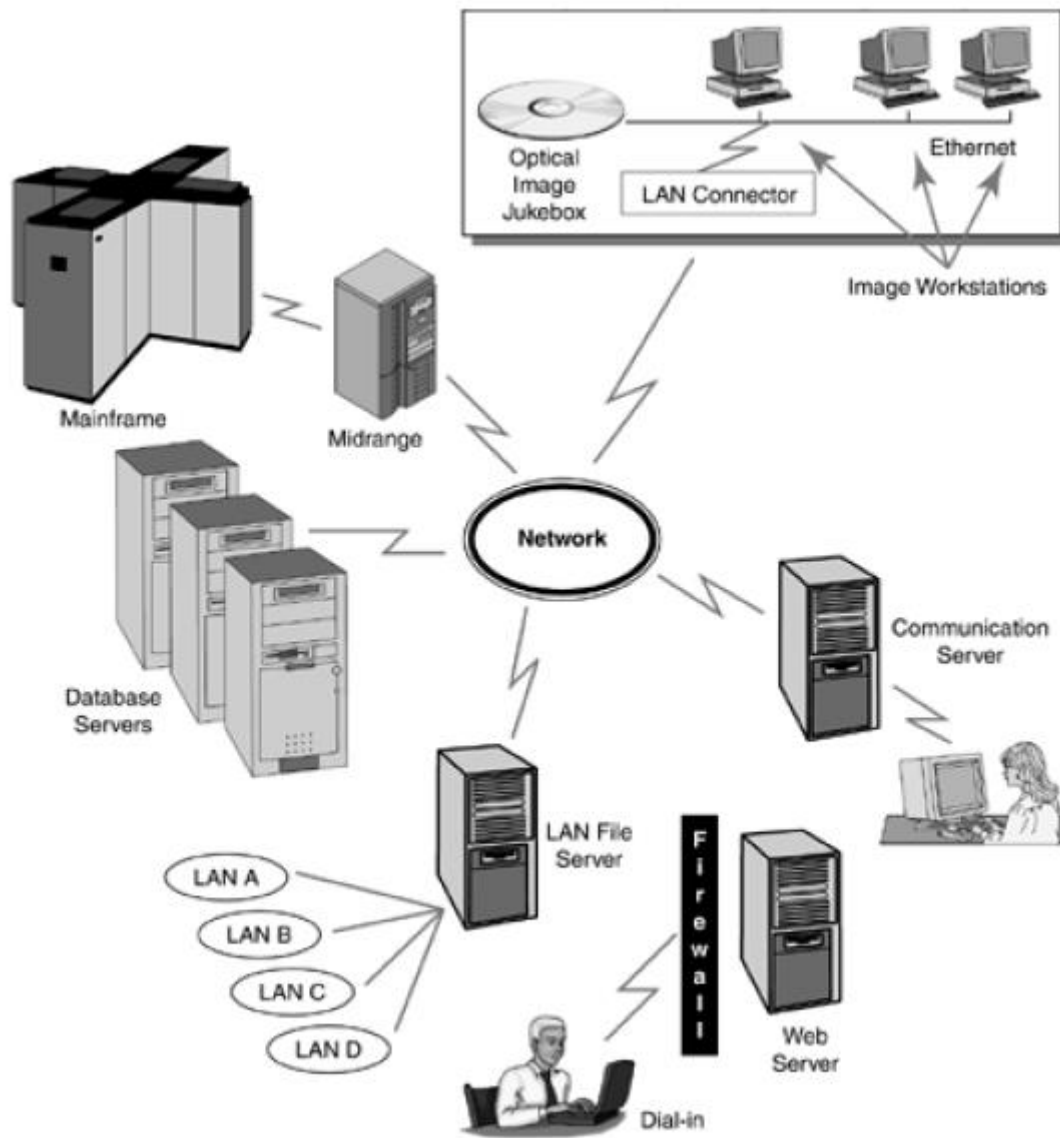 Optical
Image
Jukebox
Ethernet
LAN Connector
Image Workstations
Mainframe
Midrange
Network
Communication
Server
Database
Servers
LAN File
Server
LAN A
LAN B
LAN C
LAN D
Firewall
Web
Server
Dial-in